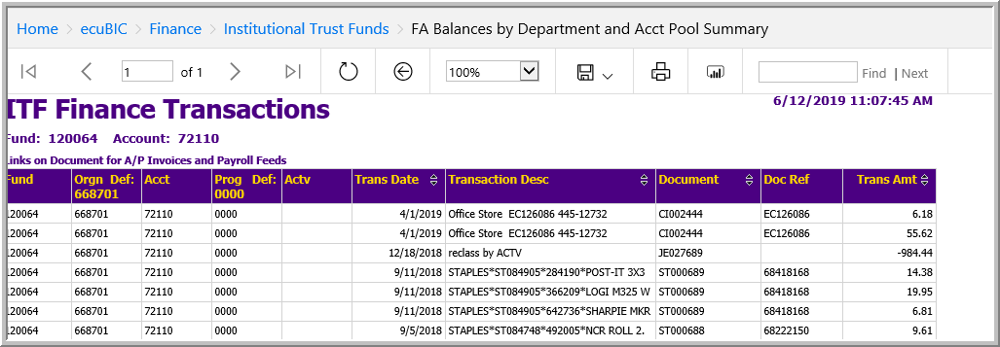 Home > ecuBIC > Finance > Institutional Trust Funds > FA Balances by Department and Acct Pool Summary
1 of 1 100% Find | Next
ITF Finance Transactions 6/12/2019 11:07:45 AM
Fund: 120064 Account: 72110
Links on Document for A/P Invoices and Payroll Feeds
Fund Orgn Def: 668701 Acct Prog Def: 0000 Actv Trans Date Transaction Desc Document Doc Ref Trans Amt
120064 668701 72110 0000 4/1/2019 Office Store EC126086 445-12732 CI002444 EC126086 6.18
120064 668701 72110 0000 4/1/2019 Office Store EC126086 445-12732 CI002444 EC126086 55.62
120064 668701 72110 0000 12/18/2018 reclass by ACTV JE027689 -984.44
120064 668701 72110 0000 9/11/2018 STAPLES*ST084905*284190*POST-IT 3X3 ST000689 68418168 14.38
120064 668701 72110 0000 9/11/2018 STAPLES*ST084905*366209*LOGI M325 W ST000689 68418168 19.95
120064 668701 72110 0000 9/11/2018 STAPLES*ST084905*642736*SHARPIE MKR ST000689 68418168 6.81
120064 668701 72110 0000 9/5/2018 STAPLES*ST084748*492005*NCR ROLL 2. ST000688 68222150 9.61